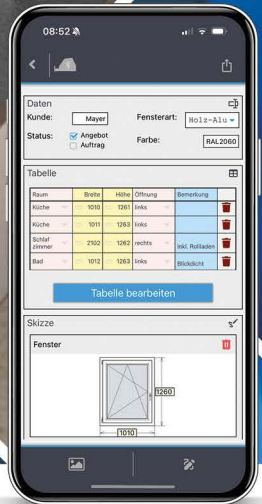 08:52
Daten
Kunde: Mayer Fensterart: Holz-Alu
Status: Angebot Farbe: RAL2060
Auftrag
Tabelle
Raum Breite Höhe Öffnung Bemerkung
Küche 1010 1261 links
Küche 1011 1263 links
Schlaf zimmer 2102 1262 rechts inkl. Rollladen
Bad 1012 1263 links Blickdicht
Tabelle bearbeiten
Skizze
Fenster
1260
1010